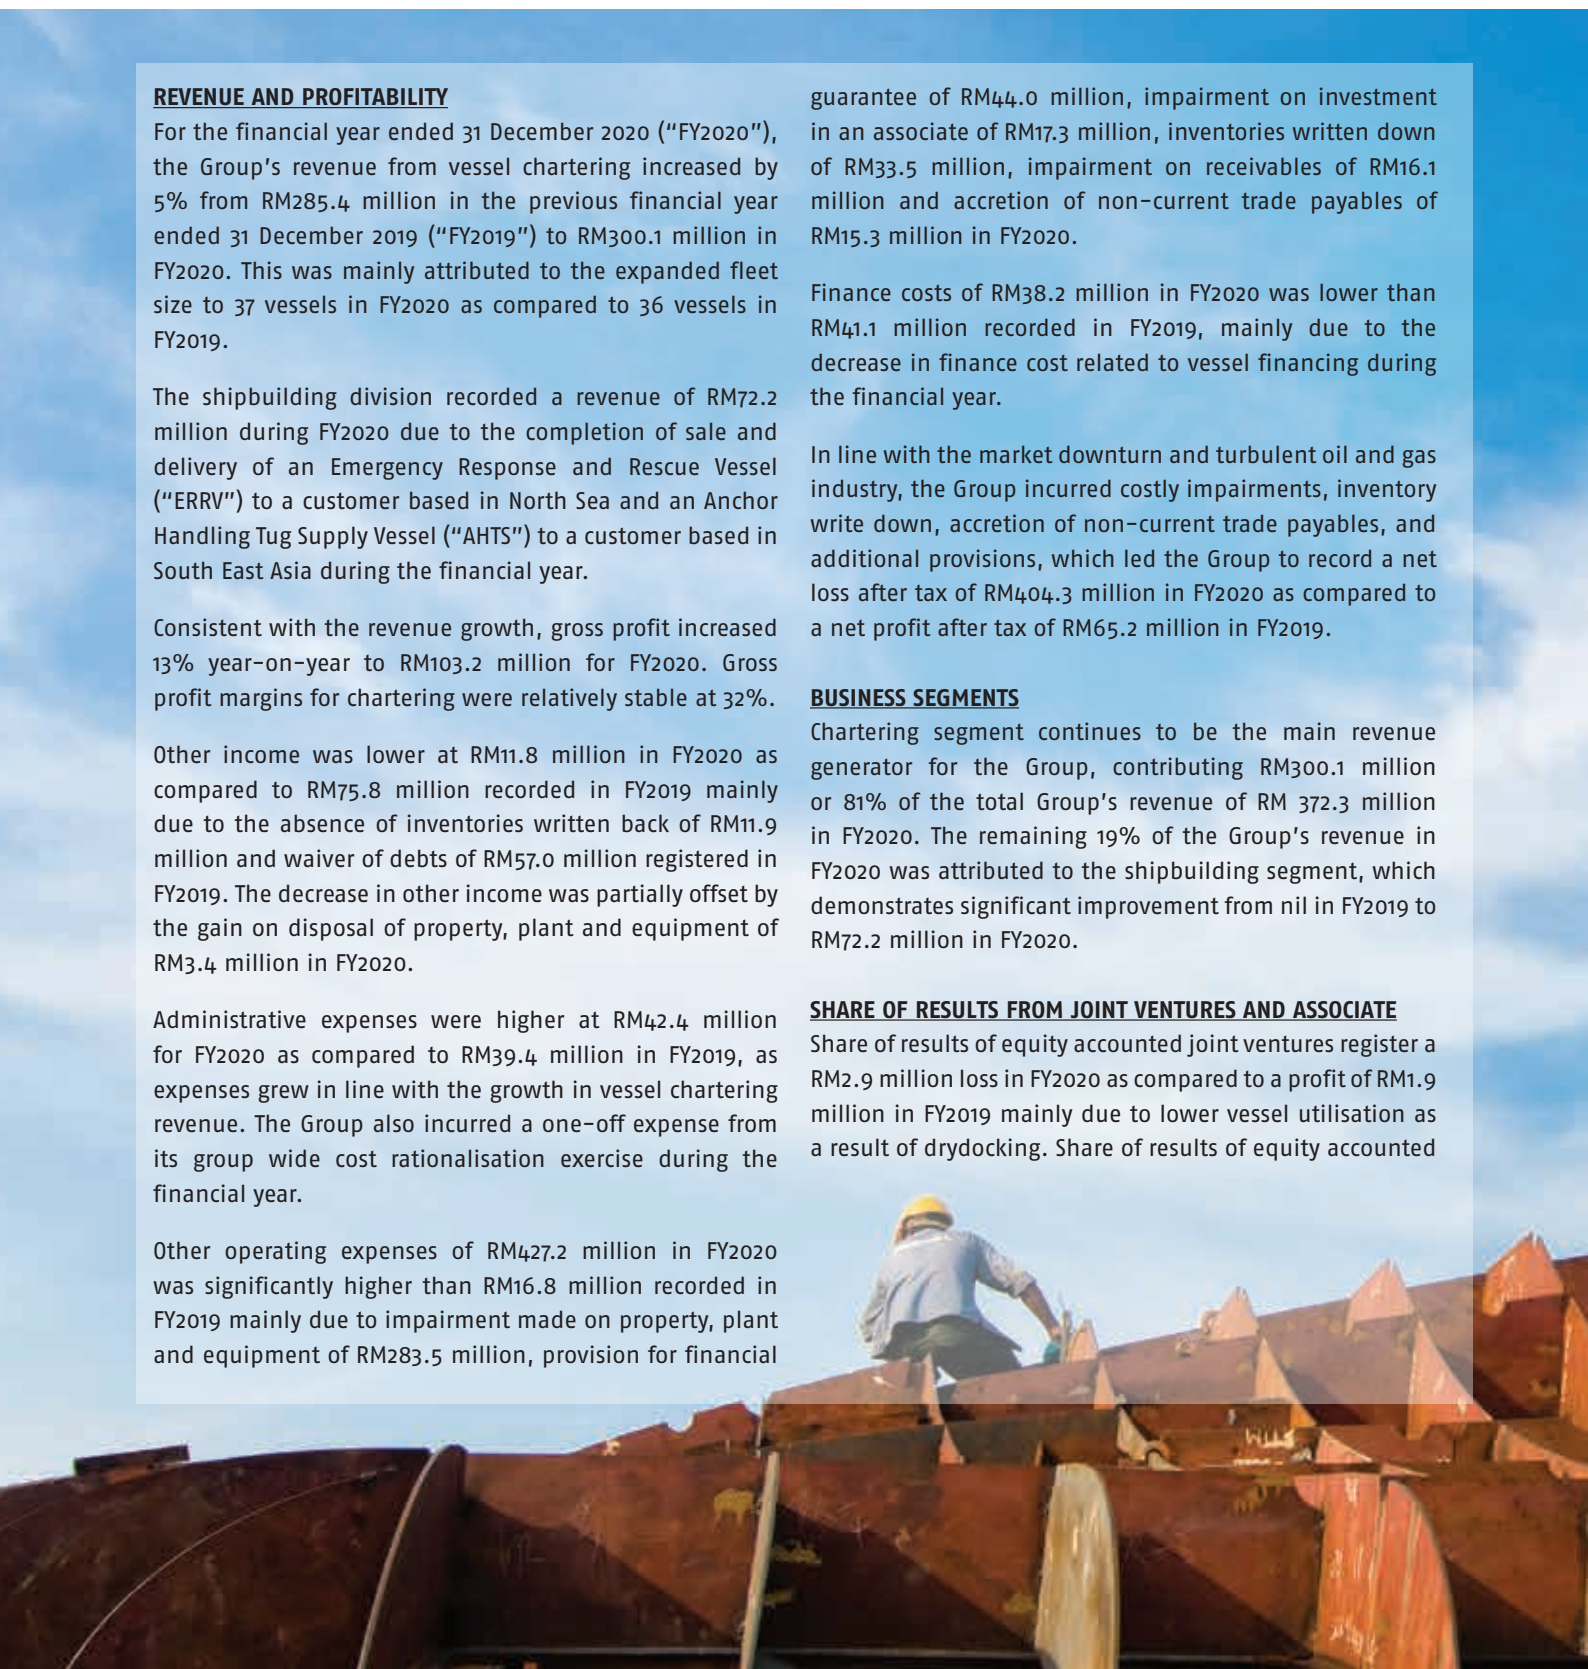 REVENUE AND PROFITABILITY
For the financial year ended 31 December 2020 (“FY2020”),
the Group’s revenue from vessel chartering increased by
5% from RM285.4 million in the previous financial year
ended 31 December 2019 (“FY2019”) to RM300.1 million in
FY2020. This was mainly attributed to the expanded fleet
size to 37 vessels in FY2020 as compared to 36 vessels in
FY2019.
The shipbuilding division recorded a revenue of RM72.2
million during FY2020 due to the completion of sale and
delivery of an Emergency Response and Rescue Vessel
(“ERRV”) to a customer based in North Sea and an Anchor
Handling Tug Supply Vessel (“AHTS”) to a customer based in
South East Asia during the financial year.
Consistent with the revenue growth, gross profit increased
13% year-on-year to RM103.2 million for FY2020. Gross
profit margins for chartering were relatively stable at 32%.
Other income was lower at RM11.8 million in FY2020 as
compared to RM75.8 million recorded in FY2019 mainly
due to the absence of inventories written back of RM11.9
million and waiver of debts of RM57.0 million registered in
FY2019. The decrease in other income was partially offset by
the gain on disposal of property, plant and equipment of
RM3.4 million in FY2020.
Administrative expenses were higher at RM42.4 million
for FY2020 as compared to RM39.4 million in FY2019, as
expenses grew in line with the growth in vessel chartering
revenue. The Group also incurred a one-off expense from
its group wide cost rationalisation exercise during the
financial year.
Other operating expenses of RM427.2 million in FY2020
was significantly higher than RM16.8 million recorded in
FY2019 mainly due to impairment made on property, plant
and equipment of RM283.5 million, provision for financial
guarantee of RM44.0 million, impairment on investment
in an associate of RM17.3 million, inventories written down
of RM33.5 million, impairment on receivables of RM16.1
million and accretion of non-current trade payables of
RM15.3 million in FY2020.
Finance costs of RM38.2 million in FY2020 was lower than
RM41.1 million recorded in FY2019, mainly due to the
decrease in finance cost related to vessel financing during
the financial year.
In line with the market downturn and turbulent oil and gas
industry, the Group incurred costly impairments, inventory
write down, accretion of non-current trade payables, and
additional provisions, which led the Group to record a net
loss after tax of RM404.3 million in FY2020 as compared to
a net profit after tax of RM65.2 million in FY2019.
BUSINESS SEGMENTS
Chartering segment continues to be the main revenue
generator for the Group, contributing RM300.1 million
or 81% of the total Group’s revenue of RM 372.3 million
in FY2020. The remaining 19% of the Group’s revenue in
FY2020 was attributed to the shipbuilding segment, which
demonstrates significant improvement from nil in FY2019 to
RM72.2 million in FY2020.
SHARE OF RESULTS FROM JOINT VENTURES AND ASSOCIATE
Share of results of equity accounted joint ventures register a
RM2.9 million loss in FY2020 as compared to a profit of RM1.9
million in FY2019 mainly due to lower vessel utilisation as
a result of drydocking. Share of results of equity accounted